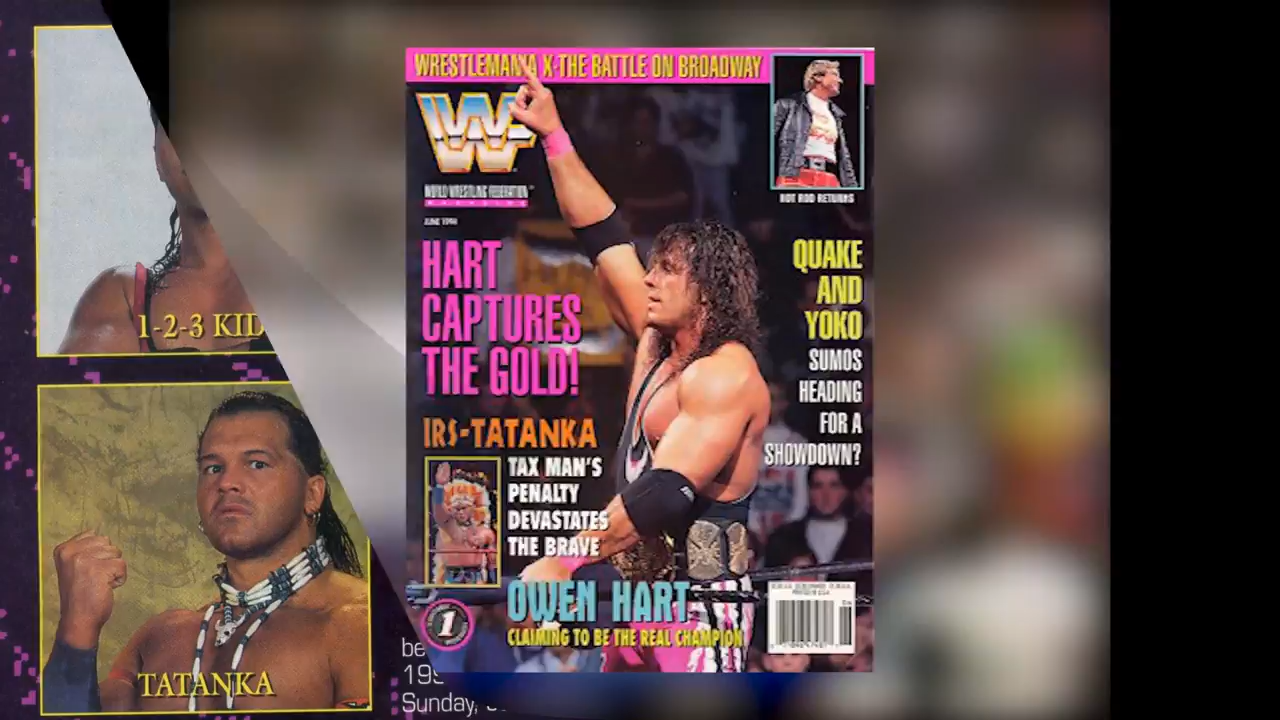 1-2-3 KID
TATANKA
be
199
Sunday,
WRESTLEMANIA X-THE BATTLE ON BROADWAY
WF
WORLD WRESTLING FEDERATION
MAGAZINE
JUNE 1994
HOT ROD RETURNS
HART
CAPTURES
THE GOLD!
QUAKE
AND
YOKO
SUMOS
HEADING
FOR A
SHOWDOWN?
IRS-TATANKA
TAX MAN'S
PENALTY
DEVASTATES
THE BRAVE
OWEN HART
CLAIMING TO BE THE REAL CHAMPION
1